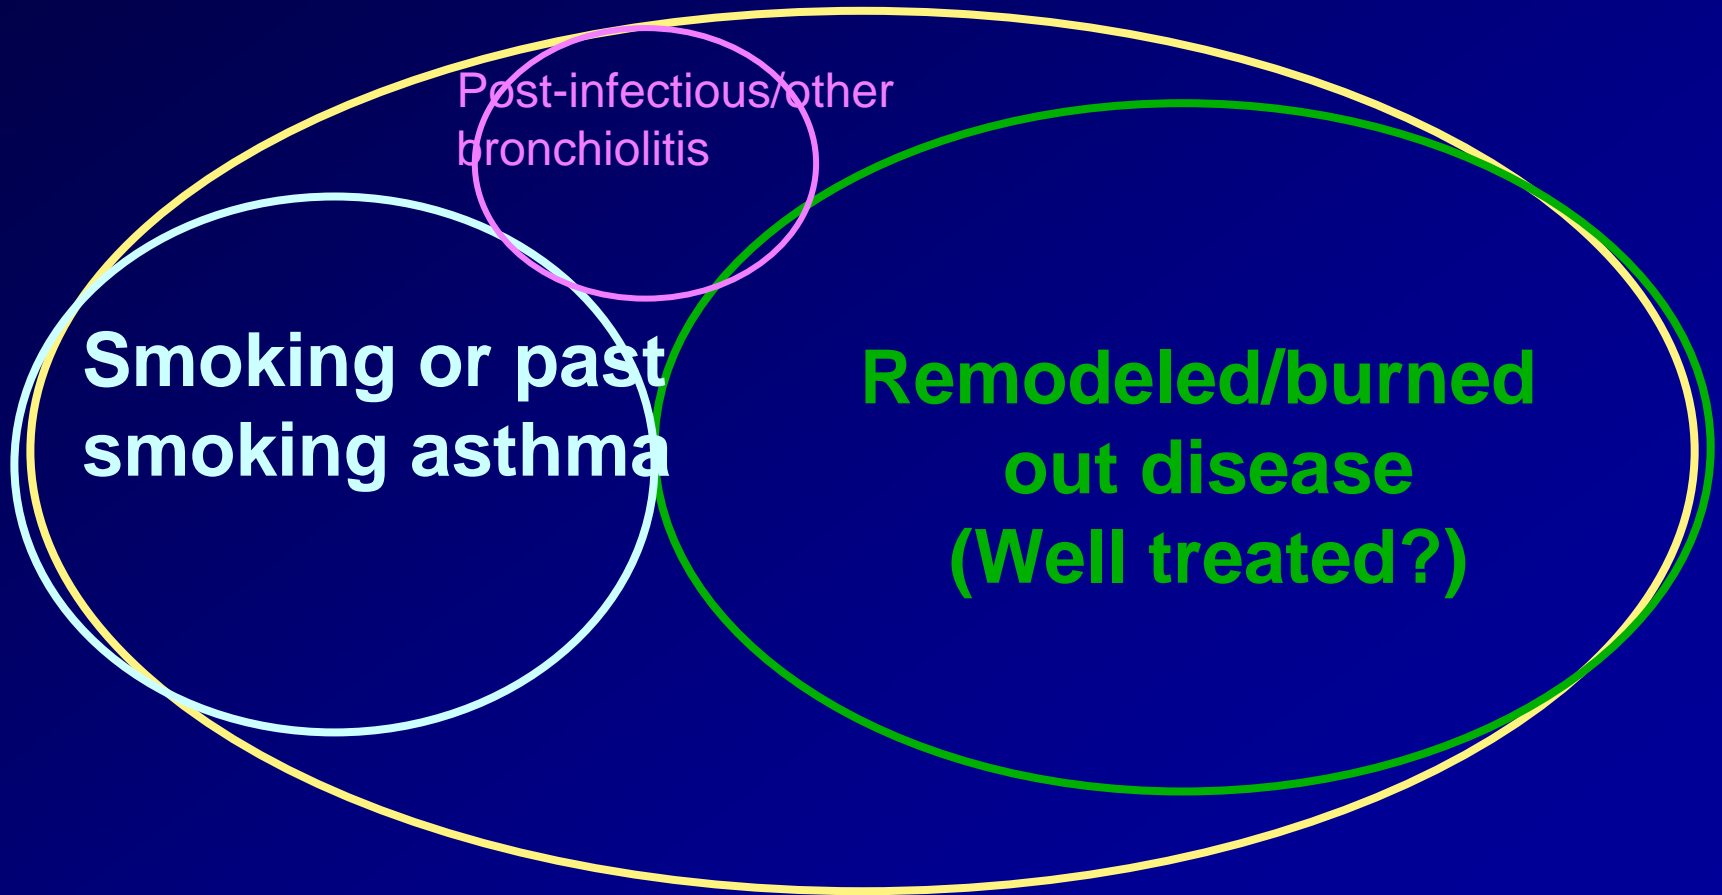 Post-infectious/other
bronchiolitis
Smoking or past
smoking asthma
Remodeled/burned
out disease
(Well treated?)